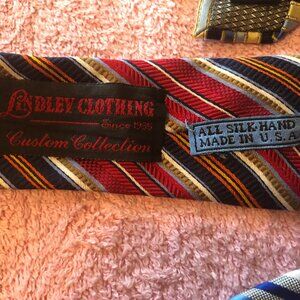 LINDLEY CLOTHING
Since 1935
Custom Collection
ALL SILK-HAND
MADE IN U.S.A